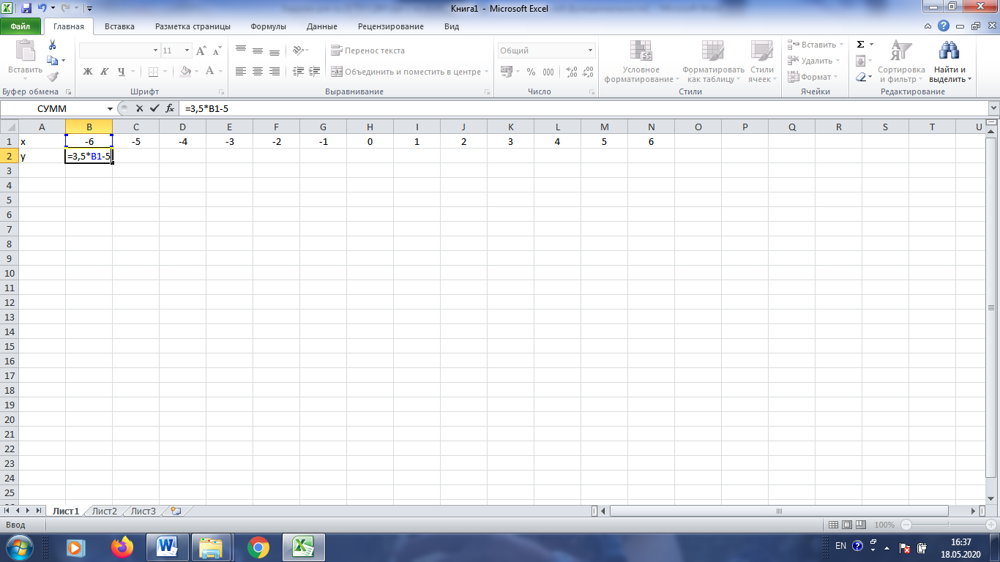 Книга1 - Microsoft Excel
Файл Главная Вставка Разметка страницы Формулы Данные Рецензирование Вид
Вставить
11
Ж К Ч
Перенос текста
Объединить и поместить в центре
Общий
% 000
Условное форматирование
Форматировать как таблицу
Стили ячеек
Вставить
Удалить
Формат
Σ
Сортировка и фильтр
Найти и выделить
Буфер обмена Шрифт Выравнивание Число Стили Ячейки Редактирование
СУММ fx =3,5*B1-5
A B C D E F G H I J K L M N O P Q R S T U
1 x -6 -5 -4 -3 -2 -1 0 1 2 3 4 5 6
2 y =3,5*B1-5
3
4
5
6
7
8
9
10
11
12
13
14
15
16
17
18
19
20
21
22
23
24
25
Лист1 Лист2 Лист3
Ввод 100%
EN 16:37
18.05.2020